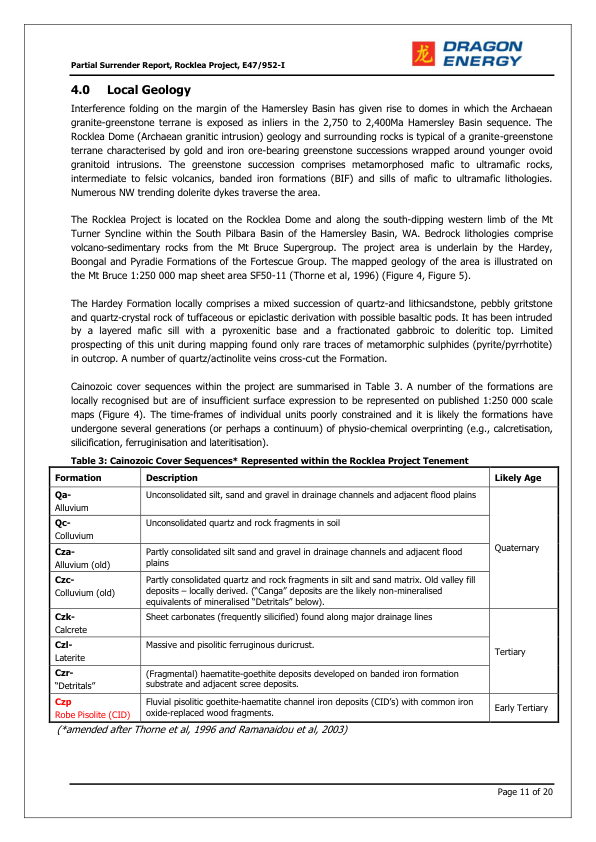 龙 DRAGON
ENERGY
Partial Surrender Report, Rocklea Project, E47/952-I
4.0 Local Geology
Interference folding on the margin of the Hamersley Basin has given rise to domes in which the Archaean
granite-greenstone terrane is exposed as inliers in the 2,750 to 2,400Ma Hamersley Basin sequence. The
Rocklea Dome (Archaean granitic intrusion) geology and surrounding rocks is typical of a granite-greenstone
terrane characterised by gold and iron ore-bearing greenstone successions wrapped around younger ovoid
granitoid intrusions. The greenstone succession comprises metamorphosed mafic to ultramafic rocks,
intermediate to felsic volcanics, banded iron formations (BIF) and sills of mafic to ultramafic lithologies.
Numerous NW trending dolerite dykes traverse the area.
The Rocklea Project is located on the Rocklea Dome and along the south-dipping western limb of the Mt
Turner Syncline within the South Pilbara Basin of the Hamersley Basin, WA. Bedrock lithologies comprise
volcano-sedimentary rocks from the Mt Bruce Supergroup. The project area is underlain by the Hardey,
Boongal and Pyradie Formations of the Fortescue Group. The mapped geology of the area is illustrated on
the Mt Bruce 1:250 000 map sheet area SF50-11 (Thorne et al, 1996) (Figure 4, Figure 5).
The Hardey Formation locally comprises a mixed succession of quartz-and lithicsandstone, pebbly gritstone
and quartz-crystal rock of tuffaceous or epiclastic derivation with possible basaltic pods. It has been intruded
by a layered mafic sill with a pyroxenitic base and a fractionated gabbroic to doleritic top. Limited
prospecting of this unit during mapping found only rare traces of metamorphic sulphides (pyrite/pyrrhotite)
in outcrop. A number of quartz/actinolite veins cross-cut the Formation.
Cainozoic cover sequences within the project are summarised in Table 3. A number of the formations are
locally recognised but are of insufficient surface expression to be represented on published 1:250 000 scale
maps (Figure 4). The time-frames of individual units poorly constrained and it is likely the formations have
undergone several generations (or perhaps a continuum) of physio-chemical overprinting (e.g., calcretisation,
silicification, ferruginisation and lateritisation).
Table 3: Cainozoic Cover Sequences* Represented within the Rocklea Project Tenement
Formation Description Likely Age
Qa- Unconsolidated silt, sand and gravel in drainage channels and adjacent flood plains
Alluvium
Qc- Unconsolidated quartz and rock fragments in soil
Colluvium
Cza- Partly consolidated silt sand and gravel in drainage channels and adjacent flood
Alluvium (old) plains
Quaternary
Czc- Partly consolidated quartz and rock fragments in silt and sand matrix. Old valley fill
Colluvium (old) deposits – locally derived. ("Canga" deposits are the likely non-mineralised
equivalents of mineralised "Detritals" below).
Czk- Sheet carbonates (frequently silicified) found along major drainage lines
Calcrete
Czl- Massive and pisolitic ferruginous duricrust.
Laterite
Tertiary
Czr- (Fragmental) haematite-goethite deposits developed on banded iron formation
"Detritals" substrate and adjacent scree deposits.
Czp Fluvial pisolitic goethite-haematite channel iron deposits (CID's) with common iron
Robe Pisolite (CID) oxide-replaced wood fragments.
Early Tertiary
(*amended after Thorne et al, 1996 and Ramanaidou et al, 2003)
Page 11 of 20